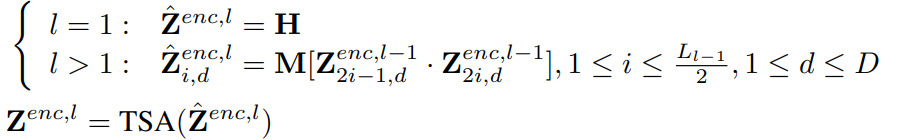 l = 1 : Ẑ^{enc,l} = H
l > 1 : Ẑ^{enc,l}_{i,d} = M[Z^{enc,l−1}_{2i−1,d} · Z^{enc,l−1}_{2i,d}], 1 ≤ i ≤ \frac{L_{l−1}}{2}, 1 ≤ d ≤ D
Z^{enc,l} = TSA(Ẑ^{enc,l})